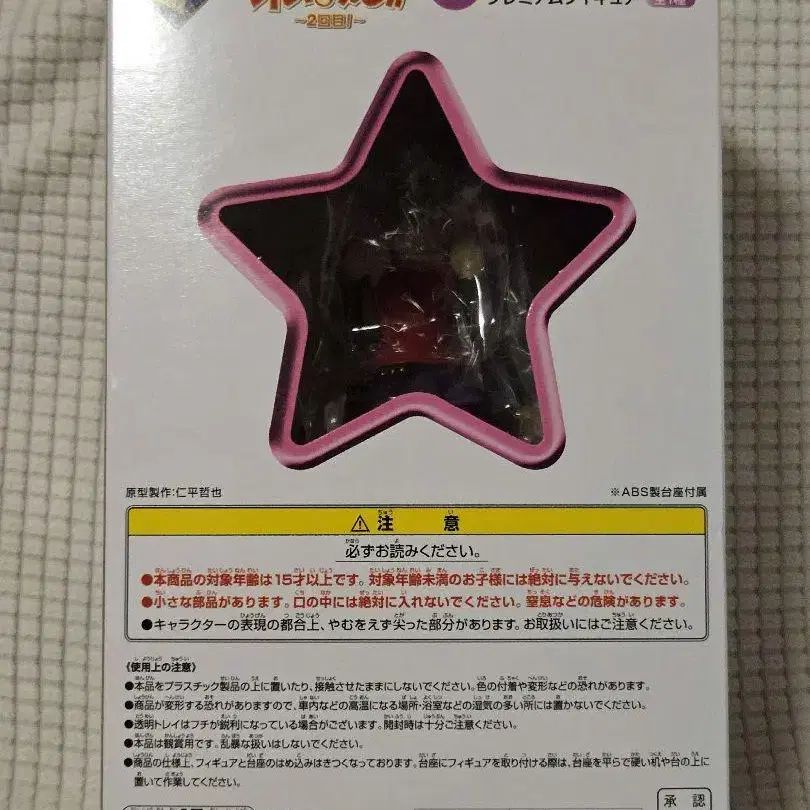 ～2回目！～
プレミアムフィギュア 全1種
原型製作：仁平哲也
※ABS製台座付属
⚠注意
必ずお読みください。
●本商品の対象年齢は15才以上です。対象年齢未満のお子様には絶対に与えないでください。
●小さな部品があります。口の中には絶対に入れないでください。窒息などの危険があります。
●キャラクターの表現の都合上、やむをえず尖った部分があります。お取扱いにはご注意ください。
《使用上の注意》
●本品をプラスチック製品の上に置いたり、接触させたままにしないでください。色の付着や変形などの恐れがあります。
●商品が変形する恐れがありますので、車内などの高温になる場所・浴室などの湿気の多い所には置かないでください。
●透明トレイはフチが鋭利になっている場合がございます。開封時は十分ご注意ください。
●本品は鑑賞用です。乱暴な扱いはしないでください。
●商品の仕様上、フィギュアと台座のはめ込みはきつくなっております。台座にフィギュアを取り付ける際は、台座を平らで硬い机や台の上に
置いて作業してください。
承認